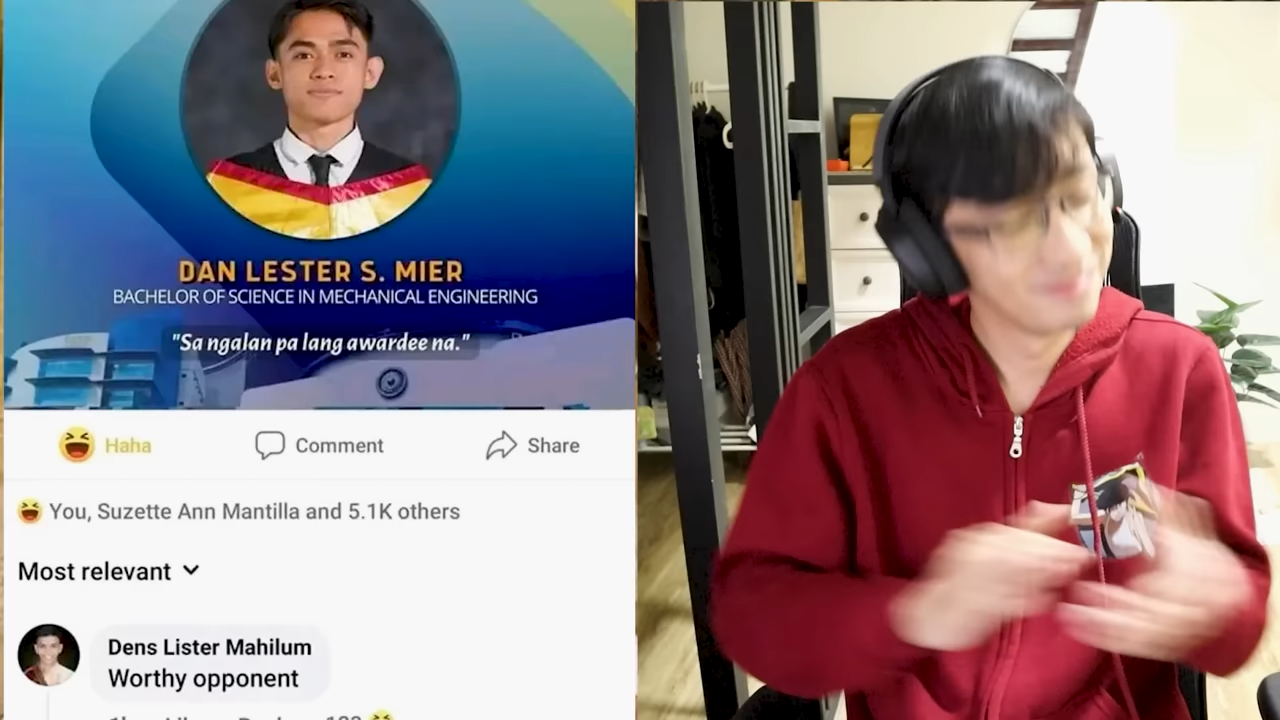 DAN LESTER S. MIER
BACHELOR OF SCIENCE IN MECHANICAL ENGINEERING
"Sa ngalan pa lang awardee na."
Haha
Comment
Share
You, Suzette Ann Mantilla and 5.1K others
Most relevant
Dens Lister Mahilum
Worthy opponent